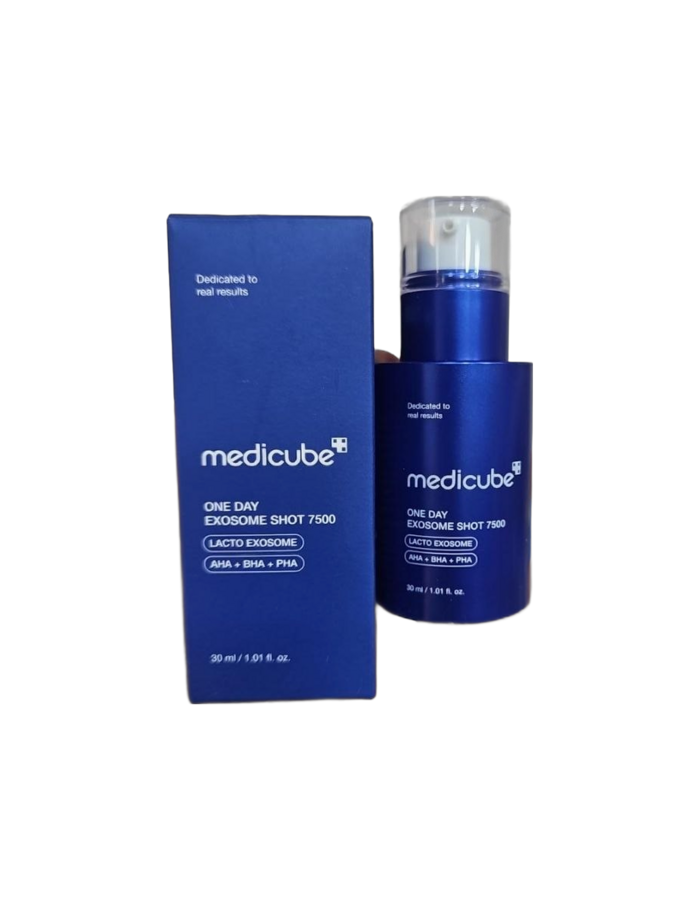 Dedicated to
real results
medicube
ONE DAY
EXOSOME SHOT 7500
LACTO EXOSOME
AHA + BHA + PHA
30 ml / 1.01 fl. oz.
Dedicated to
real results
medicube
ONE DAY
EXOSOME SHOT 7500
LACTO EXOSOME
AHA + BHA + PHA
30 ml / 1.01 fl. oz.